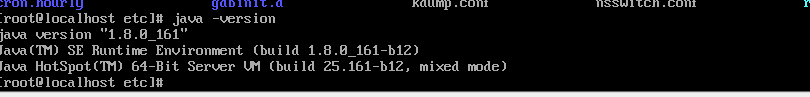 cron.hourly gabinit.d kdump.conf nsswitch.conf
[root@localhost etc]# java -version
java version "1.8.0_161"
Java(TM) SE Runtime Environment (build 1.8.0_161-b12)
Java HotSpot(TM) 64-Bit Server VM (build 25.161-b12, mixed mode)
[root@localhost etc]#